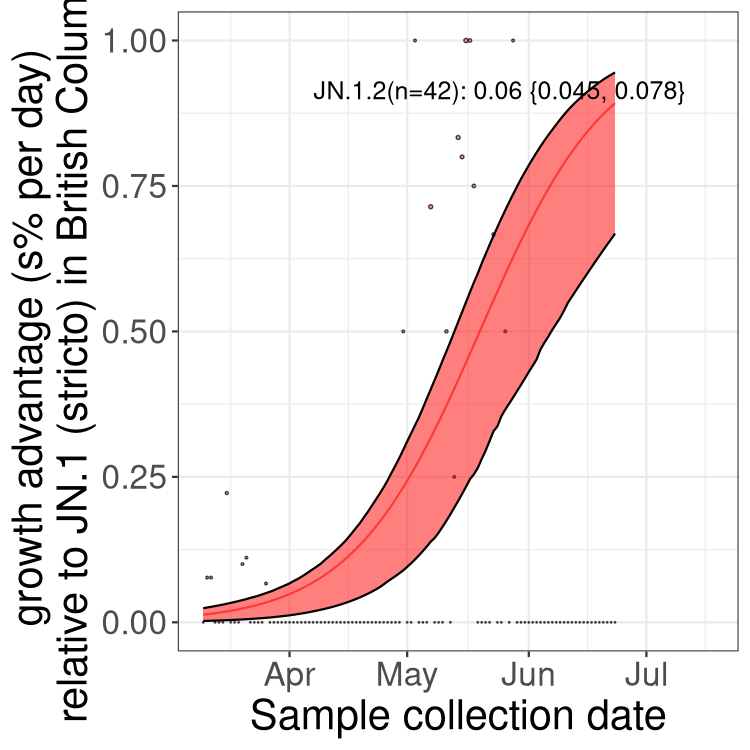 growth advantage (s% per day)
relative to JN.1 (stricto) in British Colum
1.00
0.75
0.50
0.25
0.00
JN.1.2(n=42): 0.06 {0.045, 0.078}
Apr May Jun Jul
Sample collection date